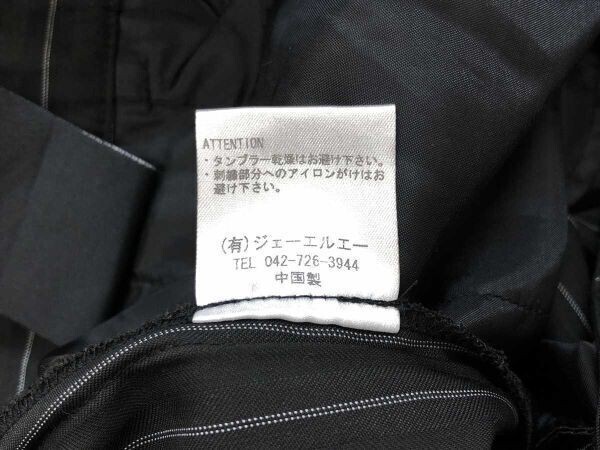 ATTENTION
・タンブラー乾燥はお避け下さい。
・刺繍部分へのアイロンがけはお
避け下さい。
(有)ジェーエルエー
TEL 042-726-3944
中国製